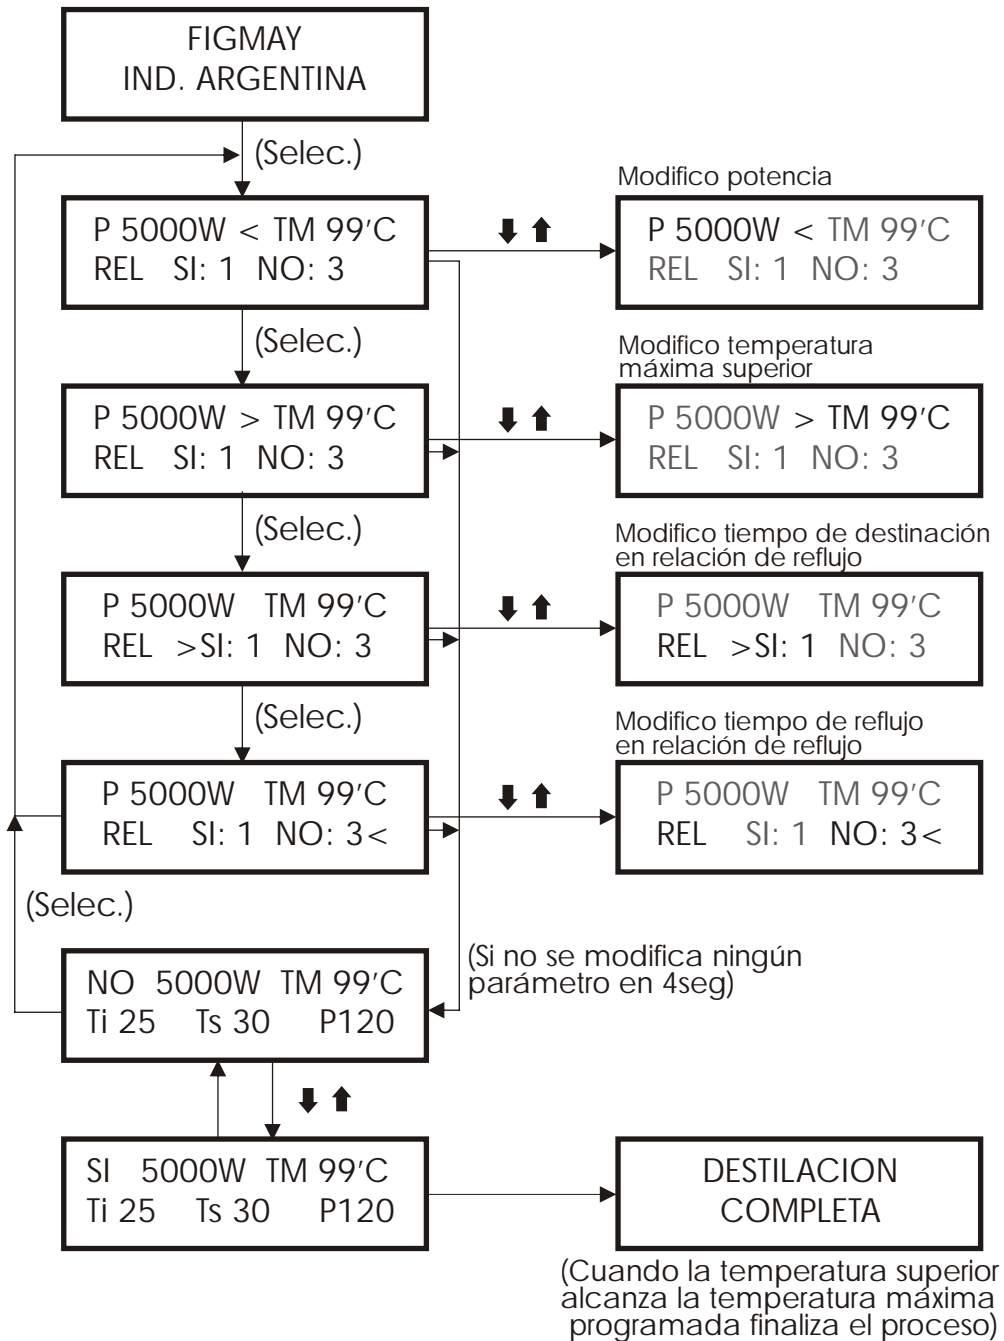 FIGMAY
IND. ARGENTINA
(Selec.)
Modifico potencia
P 5000W < TM 99'C
REL SI: 1 NO: 3
P 5000W < TM 99'C
REL SI: 1 NO: 3
(Selec.)
Modifico temperatura
máxima superior
P 5000W > TM 99'C
REL SI: 1 NO: 3
P 5000W > TM 99'C
REL SI: 1 NO: 3
(Selec.)
Modifico tiempo de destinación
en relación de reflujo
P 5000W TM 99'C
REL >SI: 1 NO: 3
P 5000W TM 99'C
REL >SI: 1 NO: 3
(Selec.)
Modifico tiempo de reflujo
en relación de reflujo
P 5000W TM 99'C
REL SI: 1 NO: 3<
P 5000W TM 99'C
REL SI: 1 NO: 3<
(Selec.)
(Si no se modifica ningún
parámetro en 4seg)
NO 5000W TM 99'C
Ti 25 Ts 30 P120
SI 5000W TM 99'C
Ti 25 Ts 30 P120
DESTILACION
COMPLETA
(Cuando la temperatura superior
alcanza la temperatura máxima
programada finaliza el proceso)